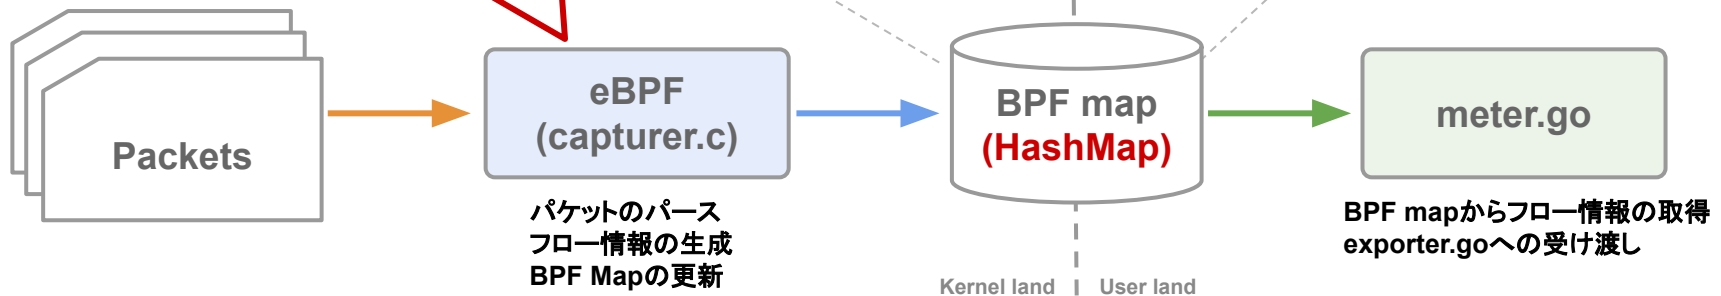 Packets
eBPF
(capturer.c)
パケットのパース
フロー情報の生成
BPF Mapの更新
BPF map
(HashMap)
Kernel land
User land
meter.go
BPF mapからフロー情報の取得
exporter.goへの受け渡し